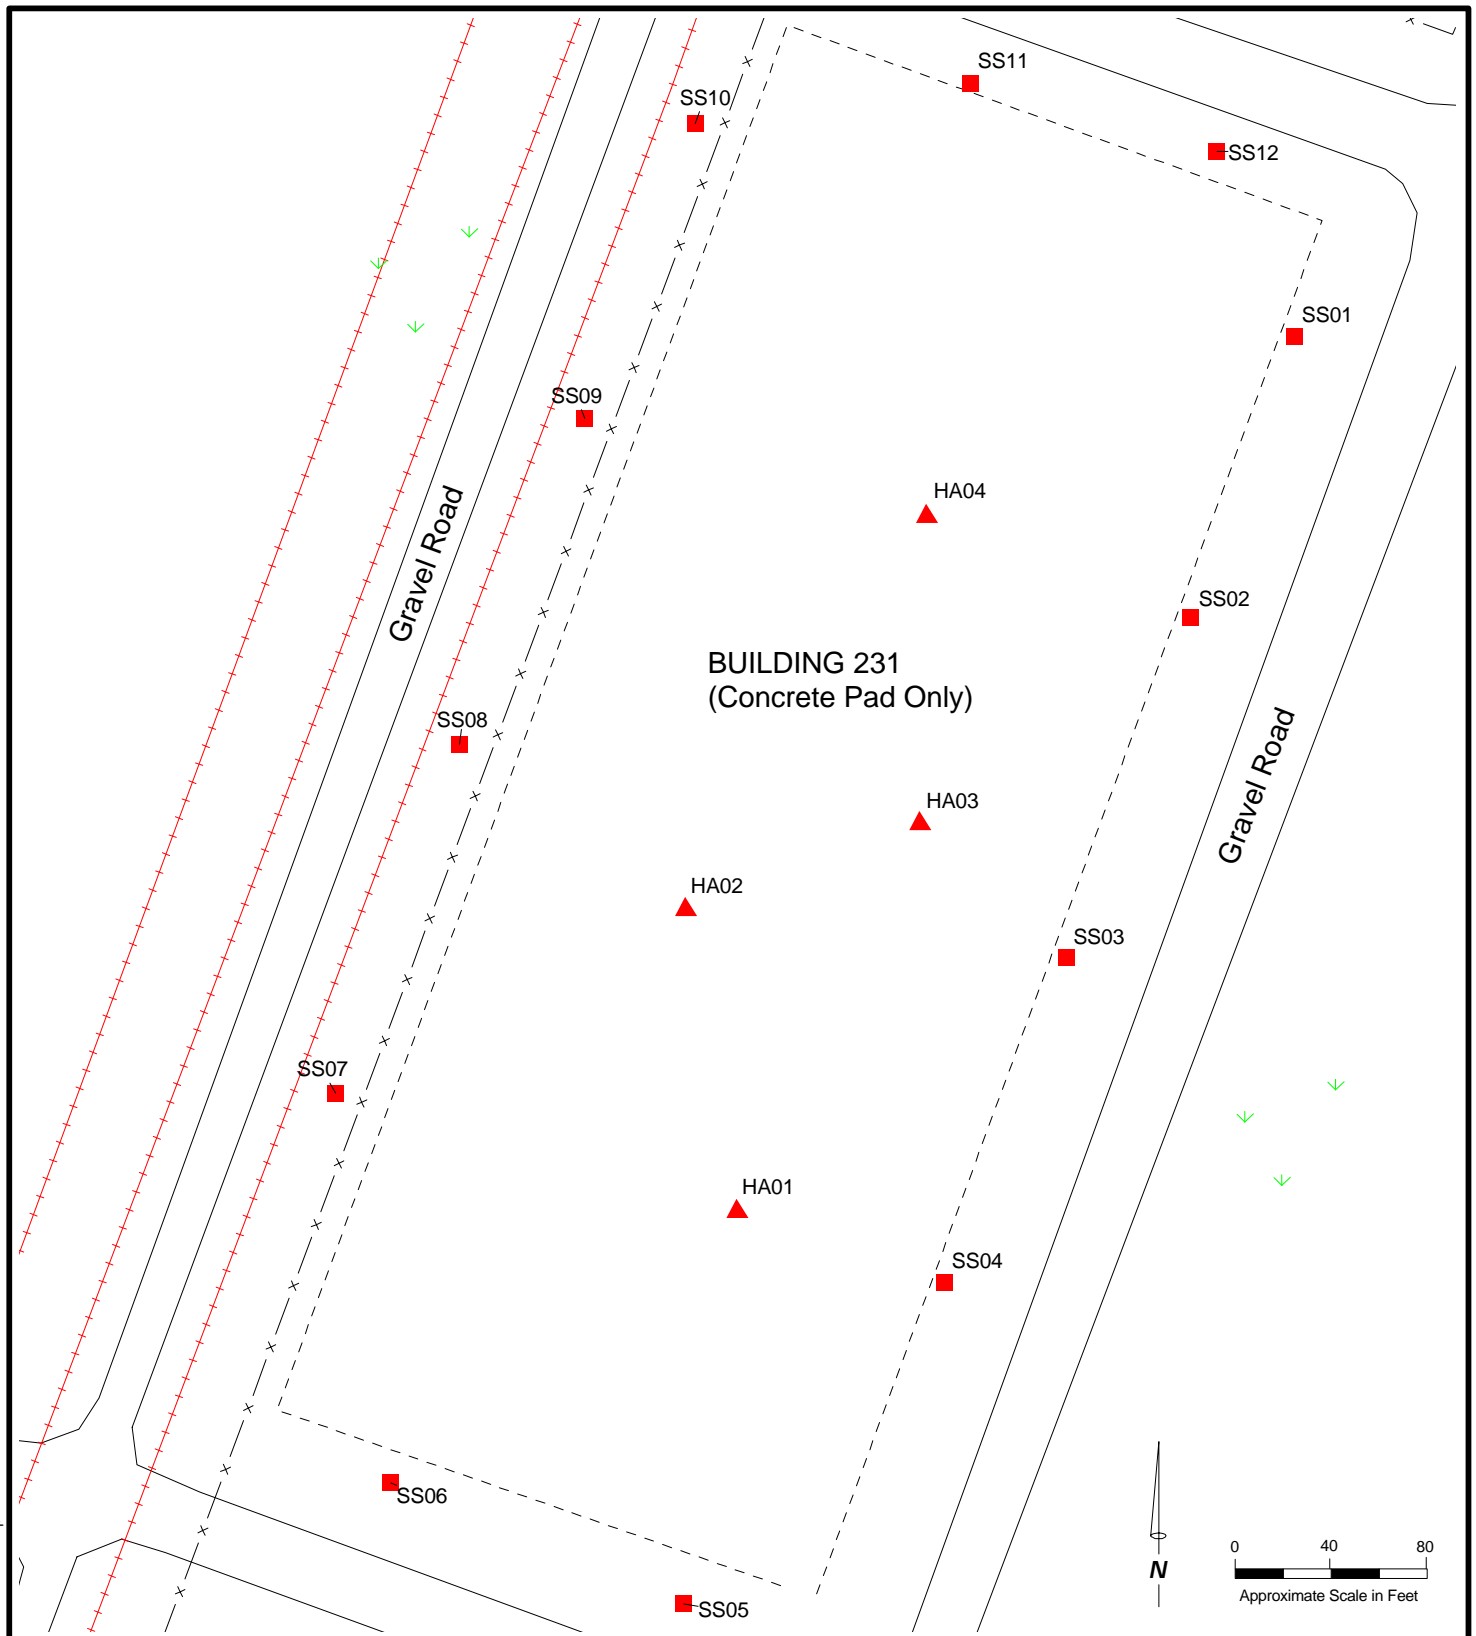 SS11
SS10
SS12
SS01
SS09
HA04
Gravel Road
SS02
BUILDING 231
(Concrete Pad Only)
SS08
Gravel Road
HA03
HA02
SS03
SS07
HA01
SS04
SS06
N
0 40 80
Approximate Scale in Feet
SS05